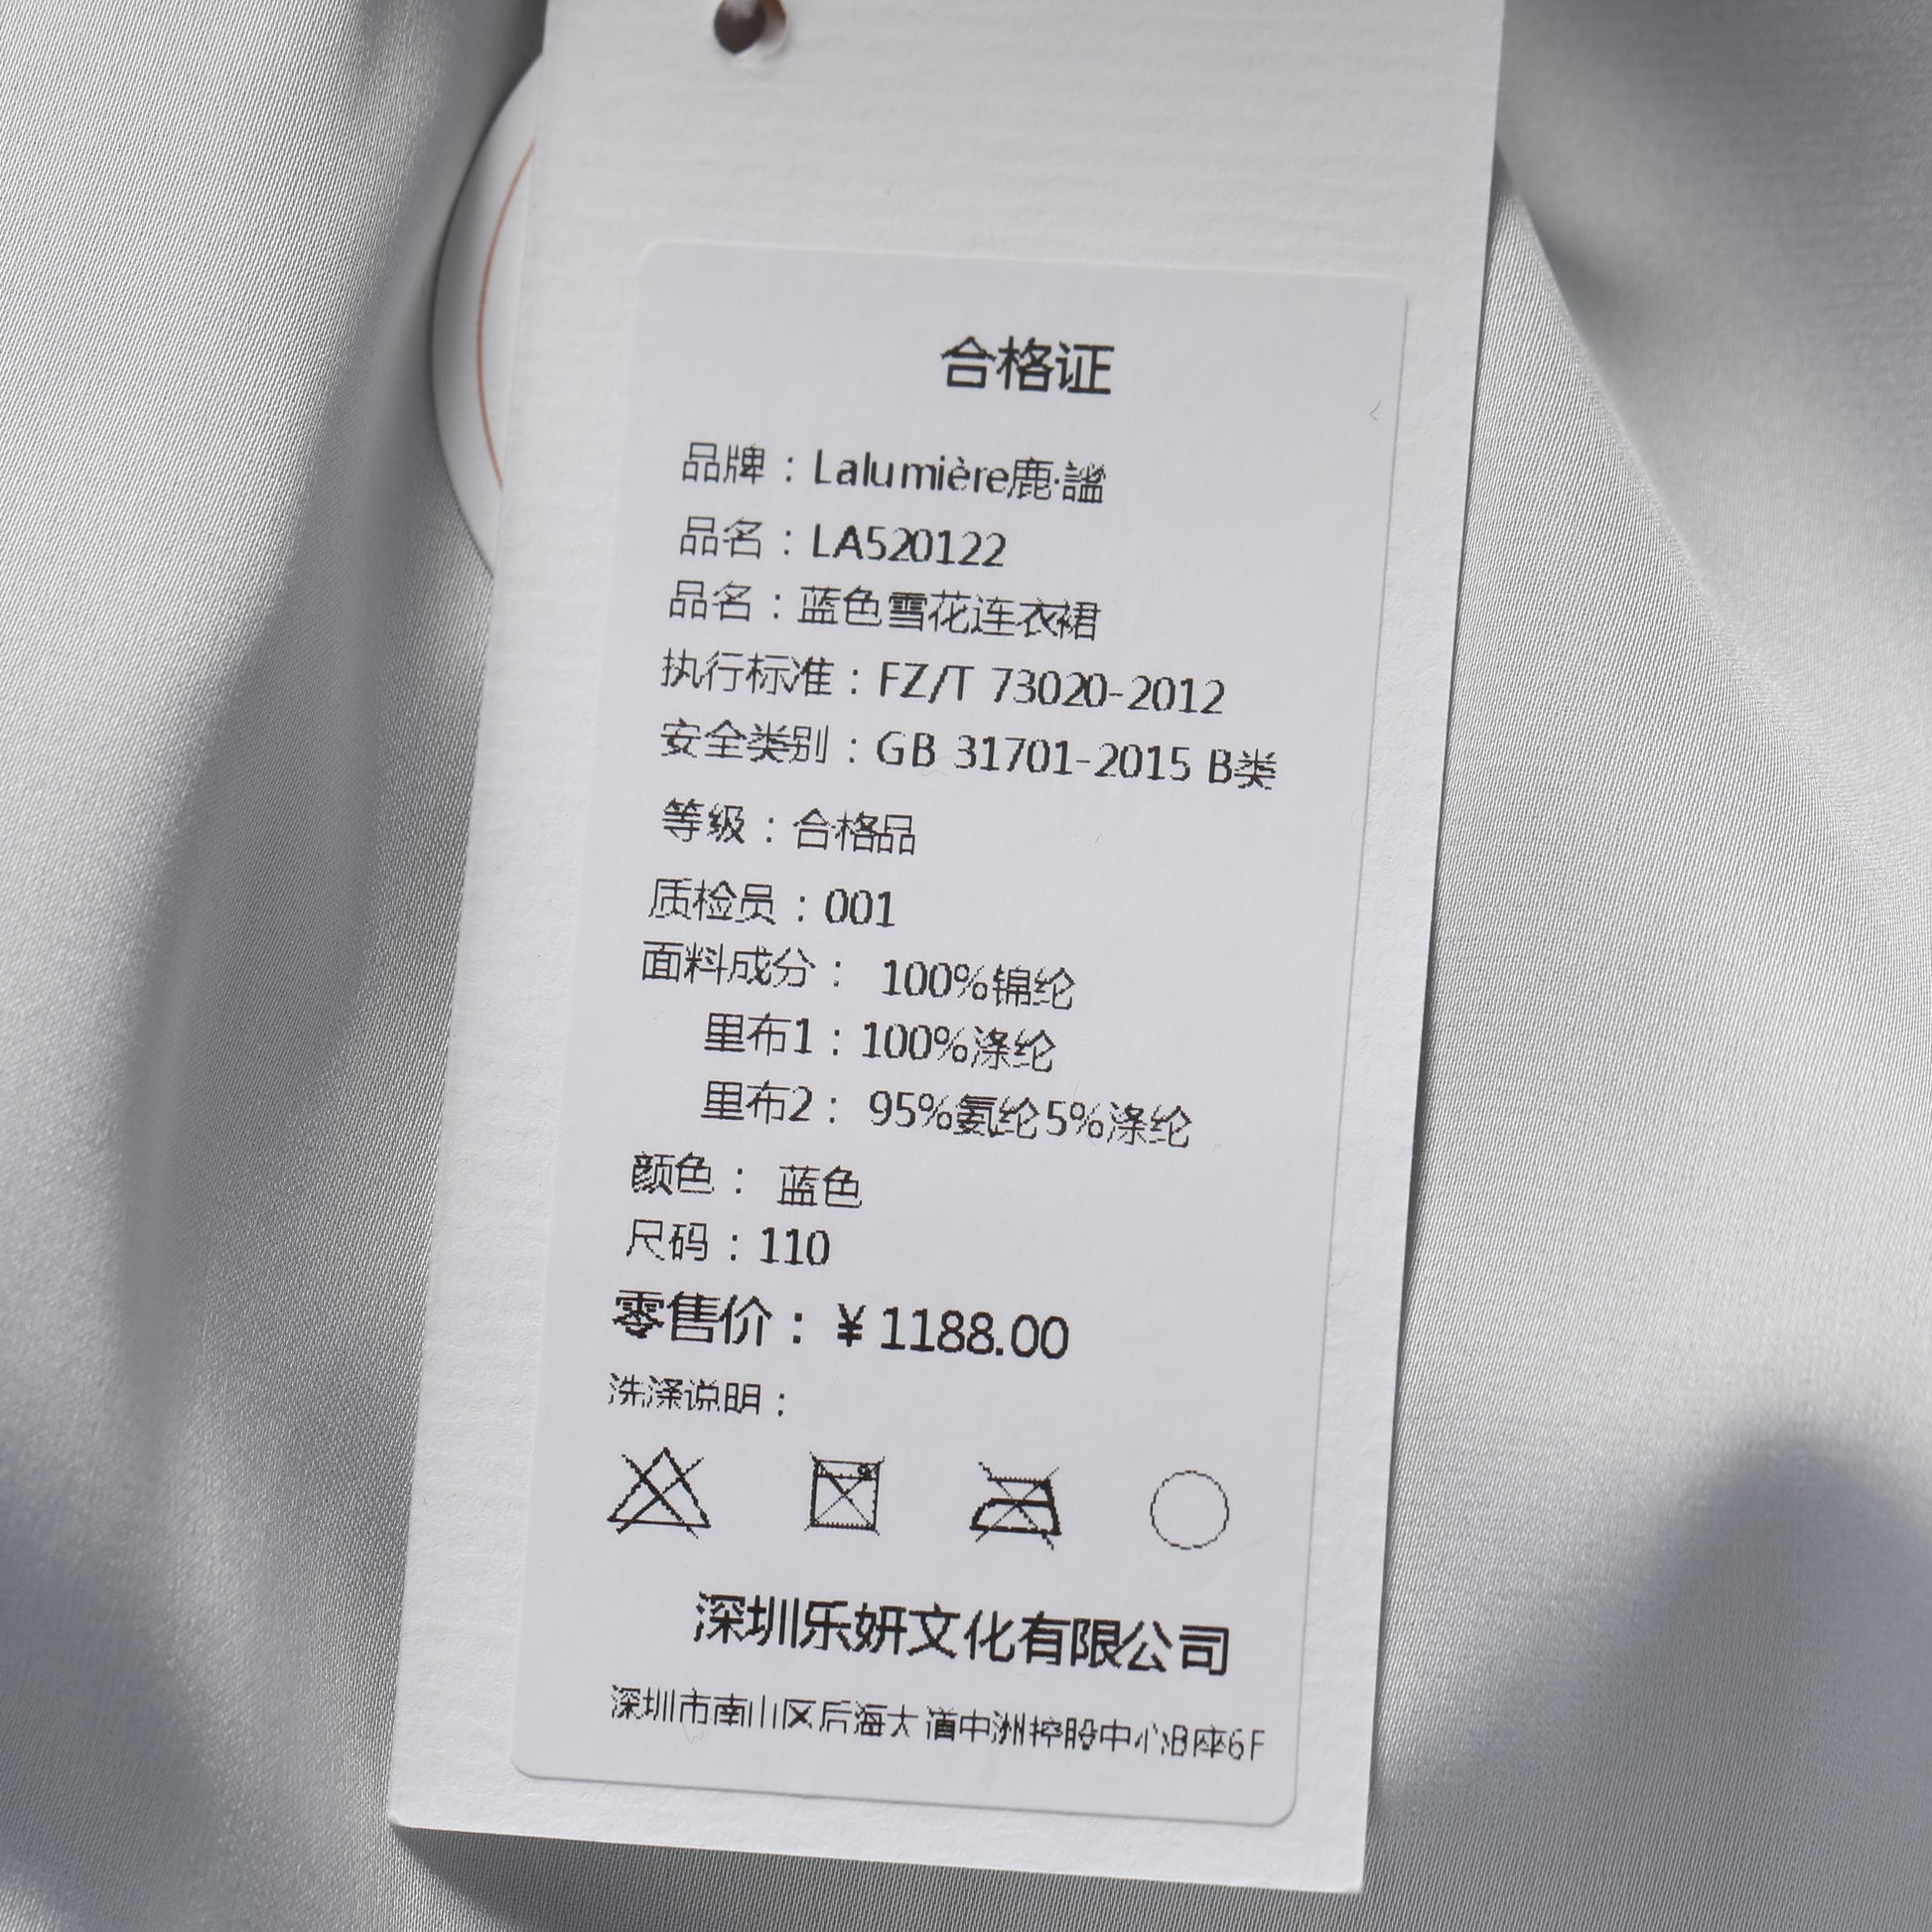 合格证
品牌：Lalumière鹿·謐
品名：LA520122
品名：蓝色雪花连衣裙
执行标准：FZ/T 73020-2012
安全类别：GB 31701-2015 B类
等级：合格品
质检员：001
面料成分： 100%锦纶
里布1：100%涤纶
里布2： 95%氨纶5%涤纶
颜色： 蓝色
尺码：110
零售价：￥1188.00
洗涤说明：
深圳乐妍文化有限公司
深圳市南山区后海大道中洲控股中心B座6F